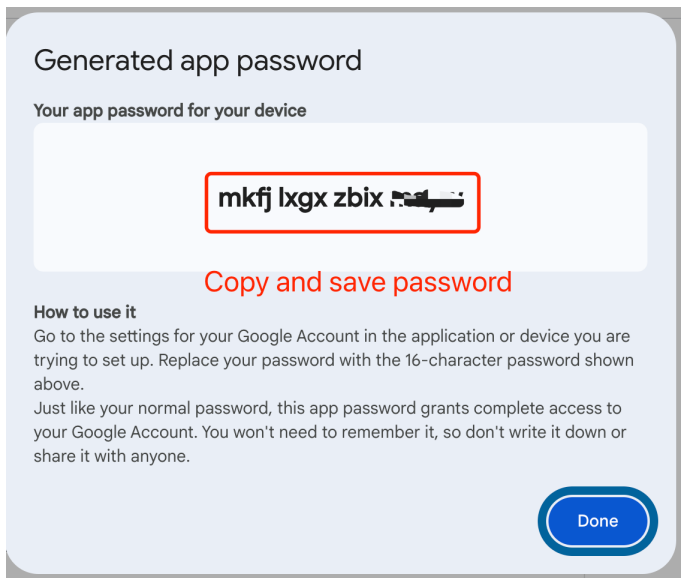 Generated app password
Your app password for your device
mkfj lxgx zbix
Copy and save password
How to use it
Go to the settings for your Google Account in the application or device you are
trying to set up. Replace your password with the 16-character password shown
above.
Just like your normal password, this app password grants complete access to
your Google Account. You won't need to remember it, so don't write it down or
share it with anyone.
Done